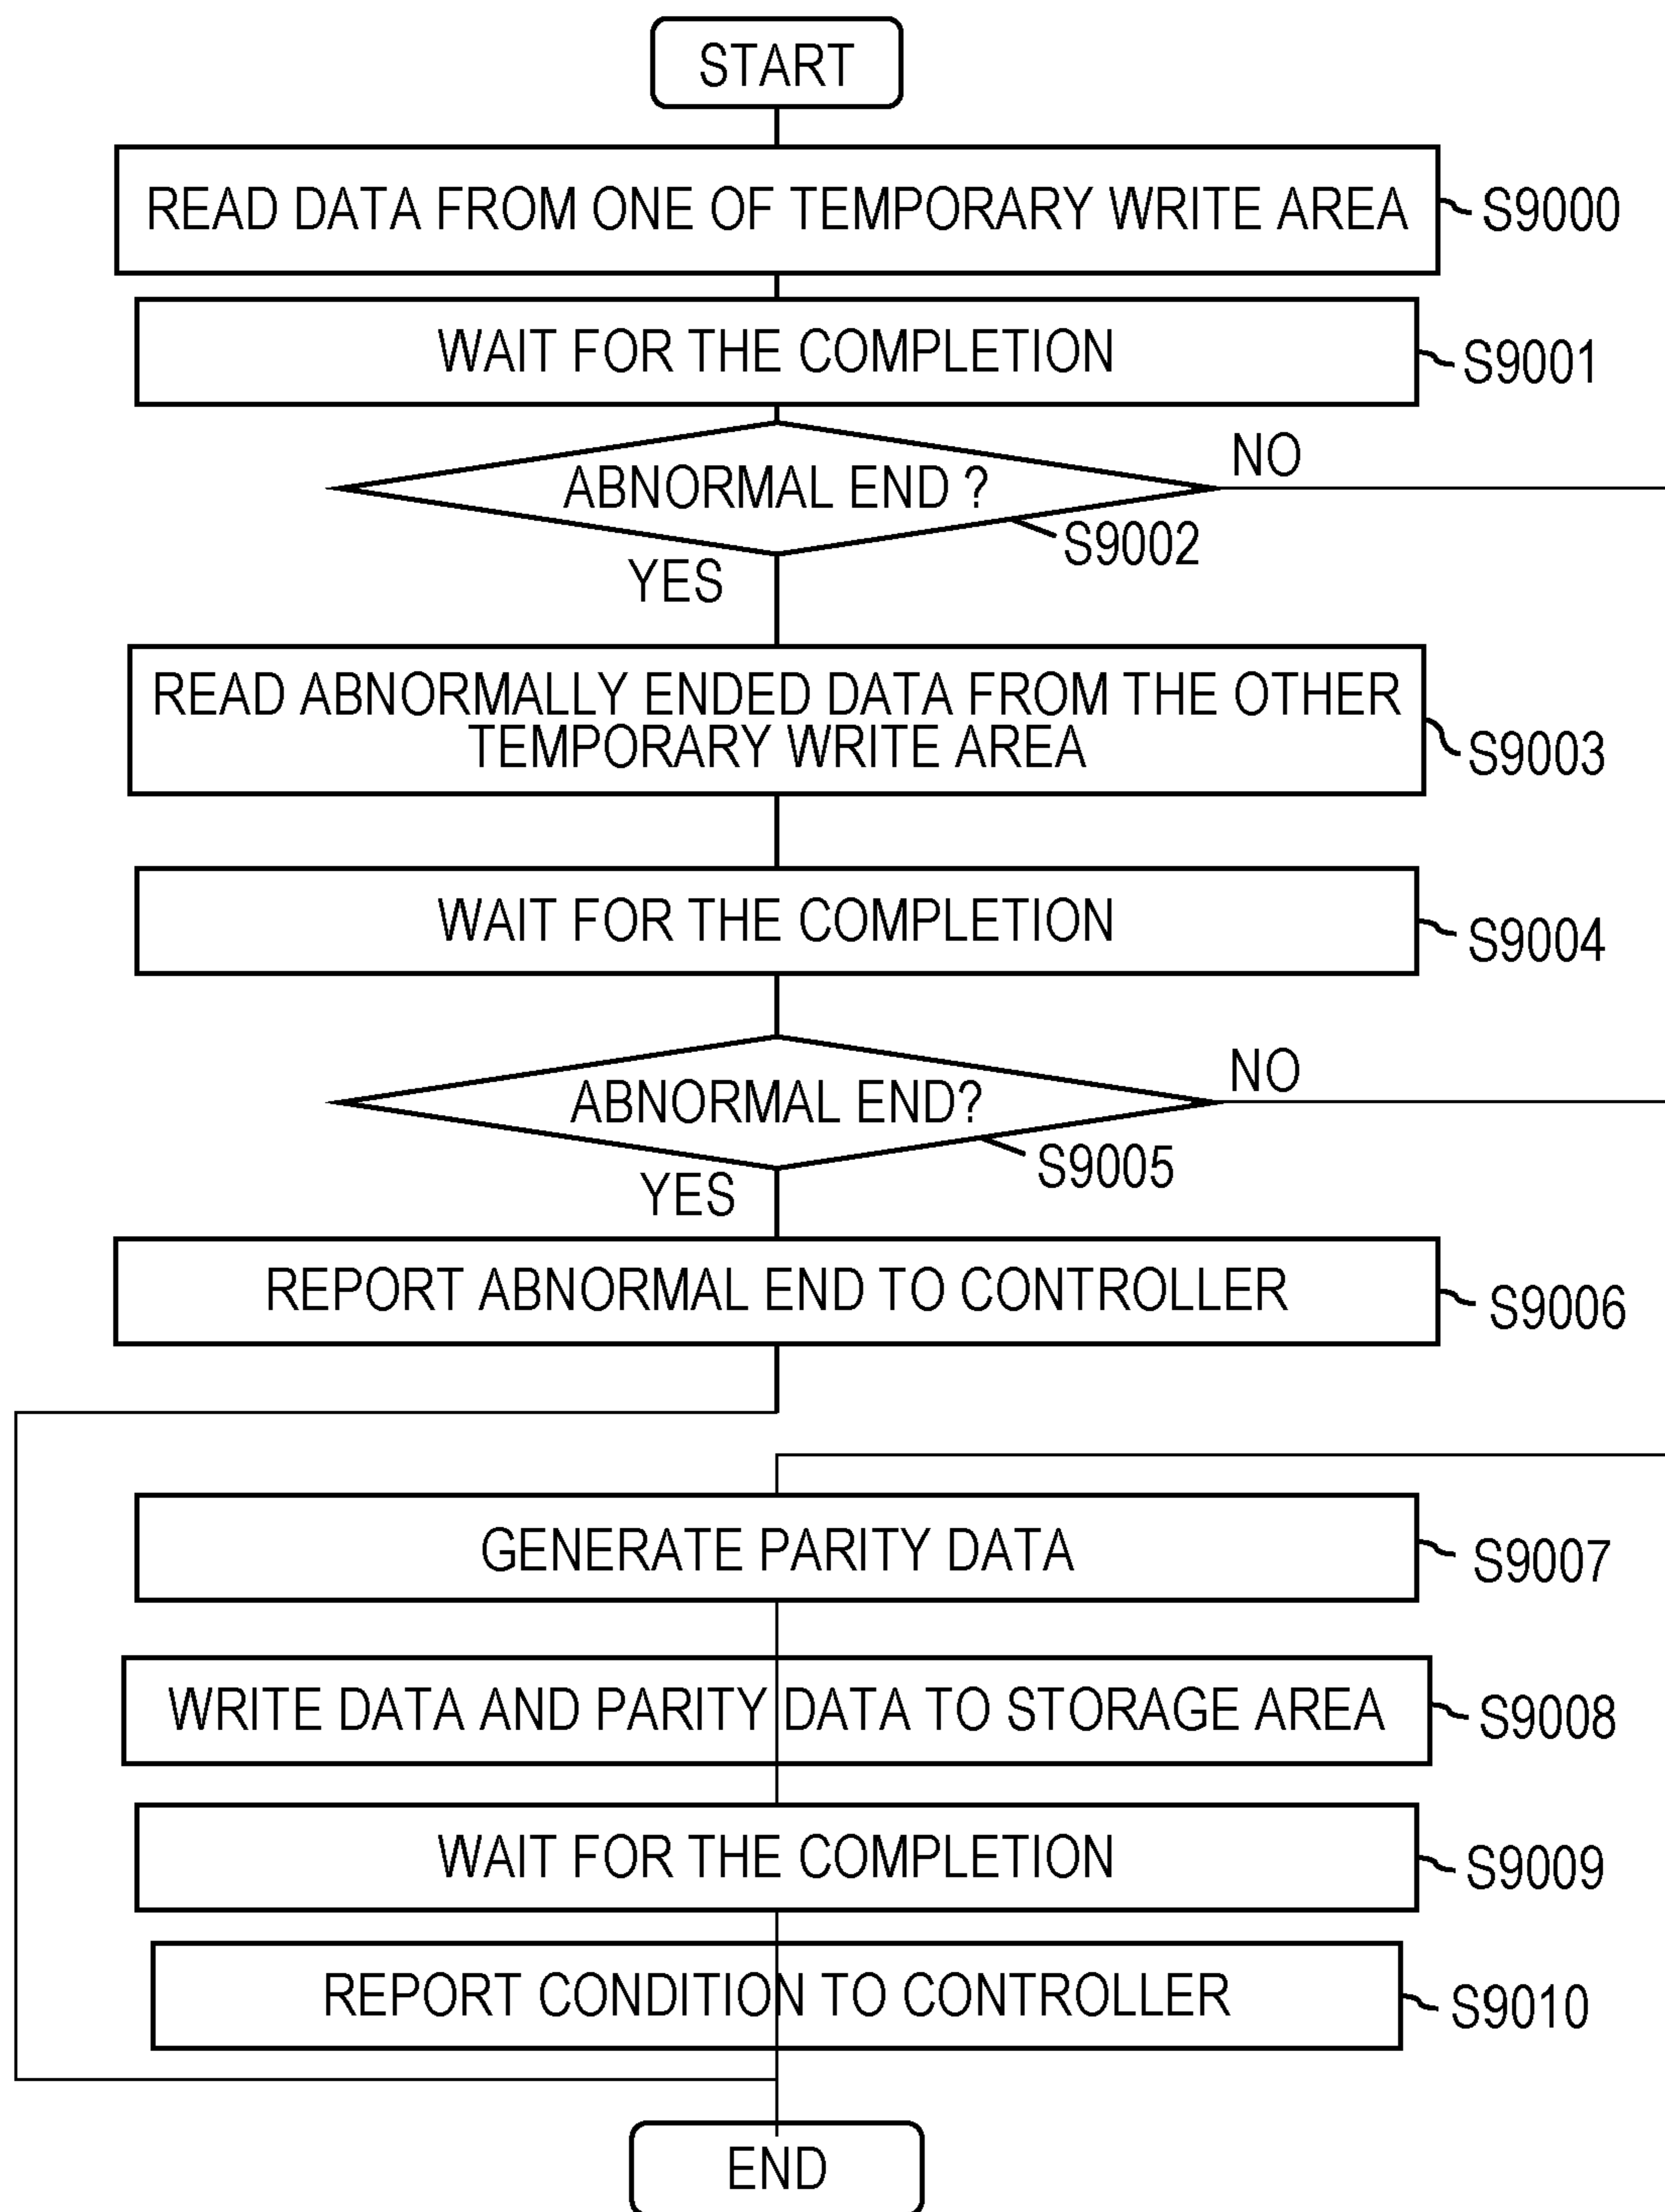 START
READ DATA FROM ONE OF TEMPORARY WRITE AREA
S9000
WAIT FOR THE COMPLETION
S9001
ABNORMAL END ?
NO
S9002
YES
READ ABNORMALLY ENDED DATA FROM THE OTHER
TEMPORARY WRITE AREA
S9003
WAIT FOR THE COMPLETION
S9004
ABNORMAL END?
NO
S9005
YES
REPORT ABNORMAL END TO CONTROLLER
S9006
GENERATE PARITY DATA
S9007
WRITE DATA AND PARITY DATA TO STORAGE AREA
S9008
WAIT FOR THE COMPLETION
S9009
REPORT CONDITION TO CONTROLLER
S9010
END